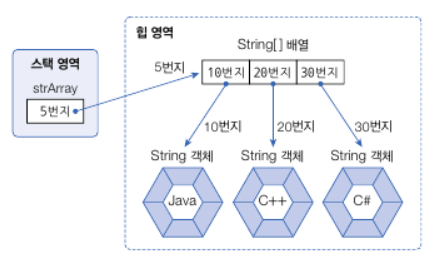 힙 영역
String[ ] 배열
스택 영역
strArray
5번지
5번지
10번지 20번지 30번지
10번지 20번지 30번지
String 객체 String 객체 String 객체
Java C++ C#